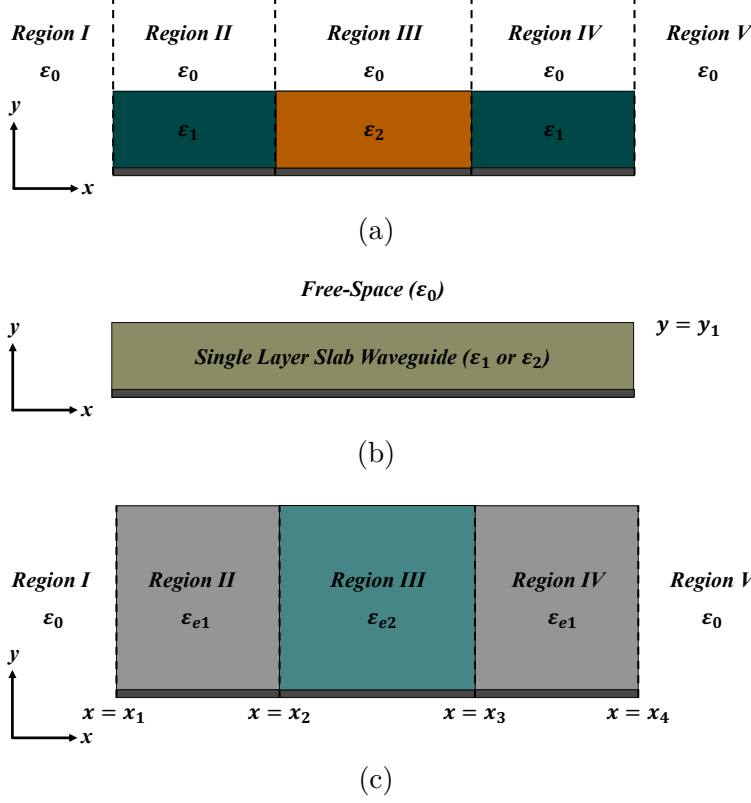 Region I Region II Region III Region IV Region V
ε₀ ε₀ ε₀ ε₀ ε₀
y
ε₁ ε₂ ε₁
x
(a)
Free-Space (ε₀)
y y = y₁
Single Layer Slab Waveguide (ε₁ or ε₂)
x
(b)
Region I Region II Region III Region IV Region V
ε₀ εₑ₁ εₑ₂ εₑ₁ ε₀
y
x = x₁ x = x₂ x = x₃ x = x₄
x
(c)